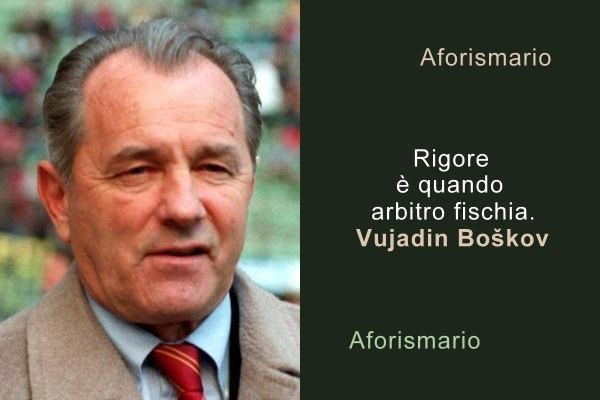 Aforismario
Rigore
è quando
arbitro fischia.
Vujadin Boškov
Aforismario